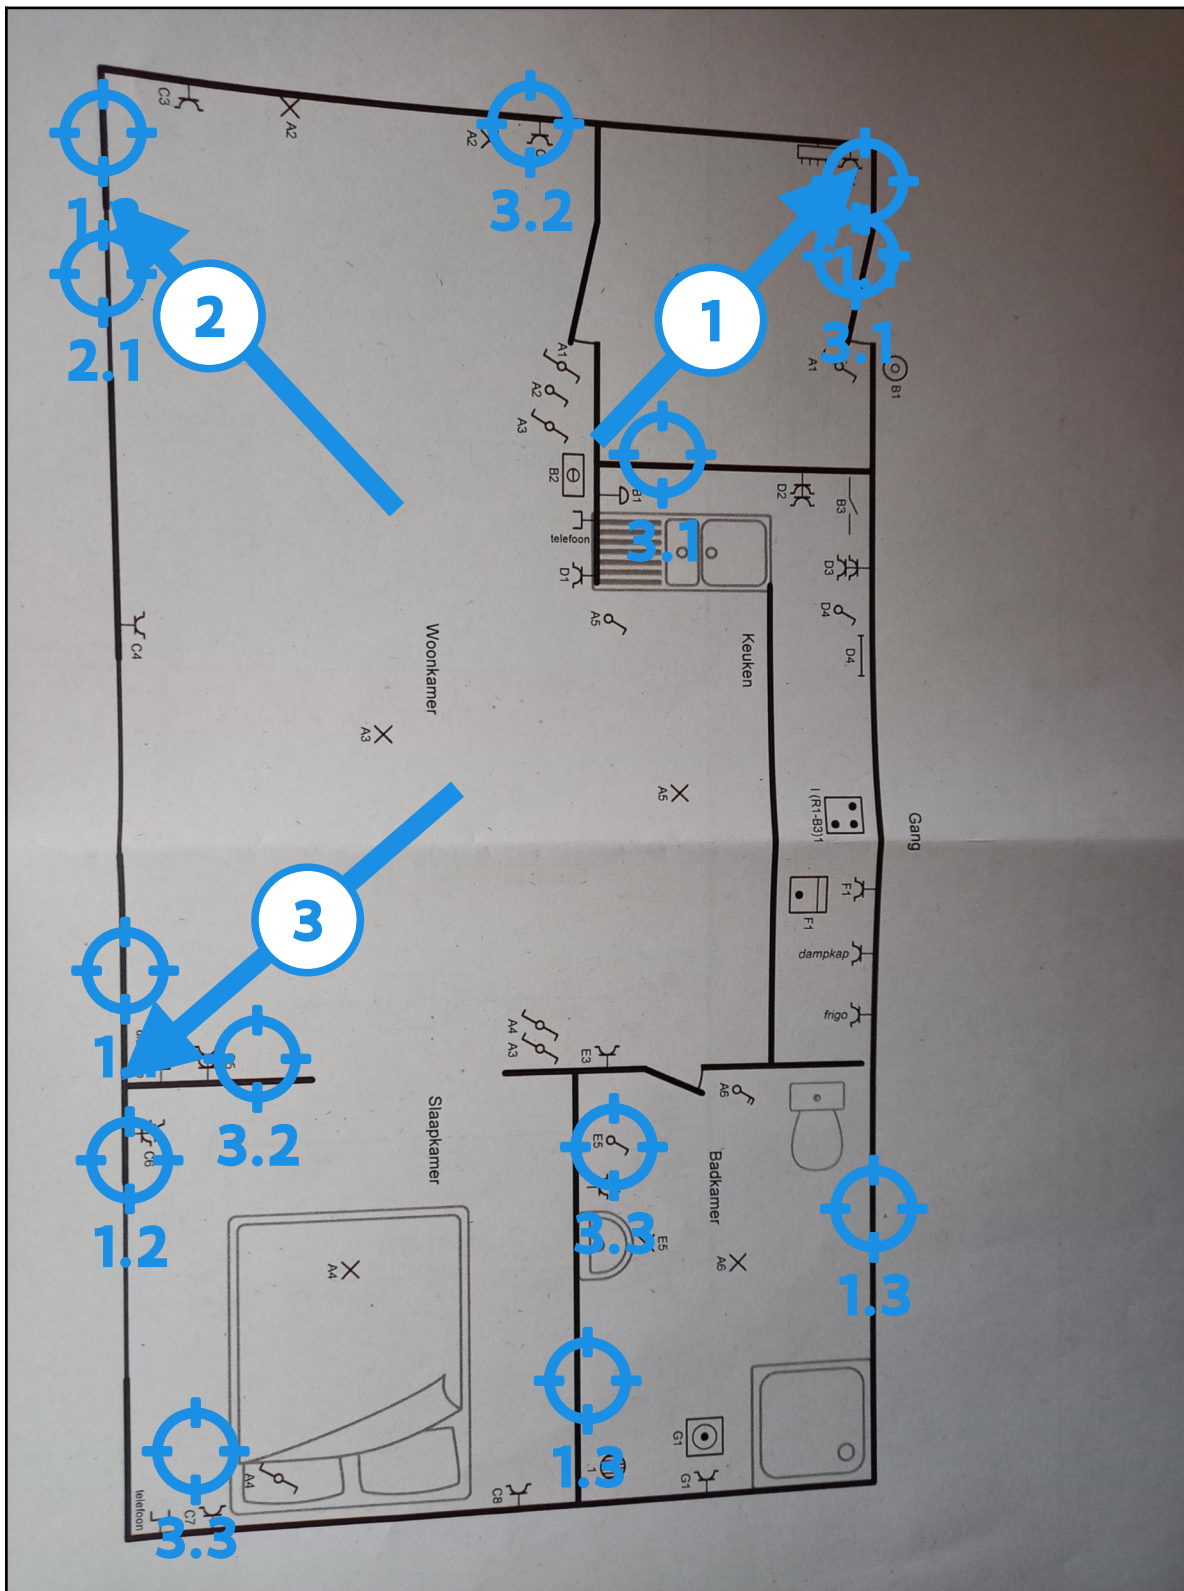 C3
A2
A2
3.2
1
3.1
2
2.1
A1
A2
A3
A1
B1
B2
B1
D2
B3
3.1
telefoon
D1
D3
A5
D4
D4
C4
Woonkamer
Keuken
A3
A5
I (R1-B3)1
Gang
F1
F1
3
dampkap
frigo
A4
A3
E3
A6
3.2
C6
1.2
Slaapkamer
E5
3.3
Badkamer
E5
A6
A4
1.3
1.3
G1
G1
A4
C8
telefoon
C7
3.3